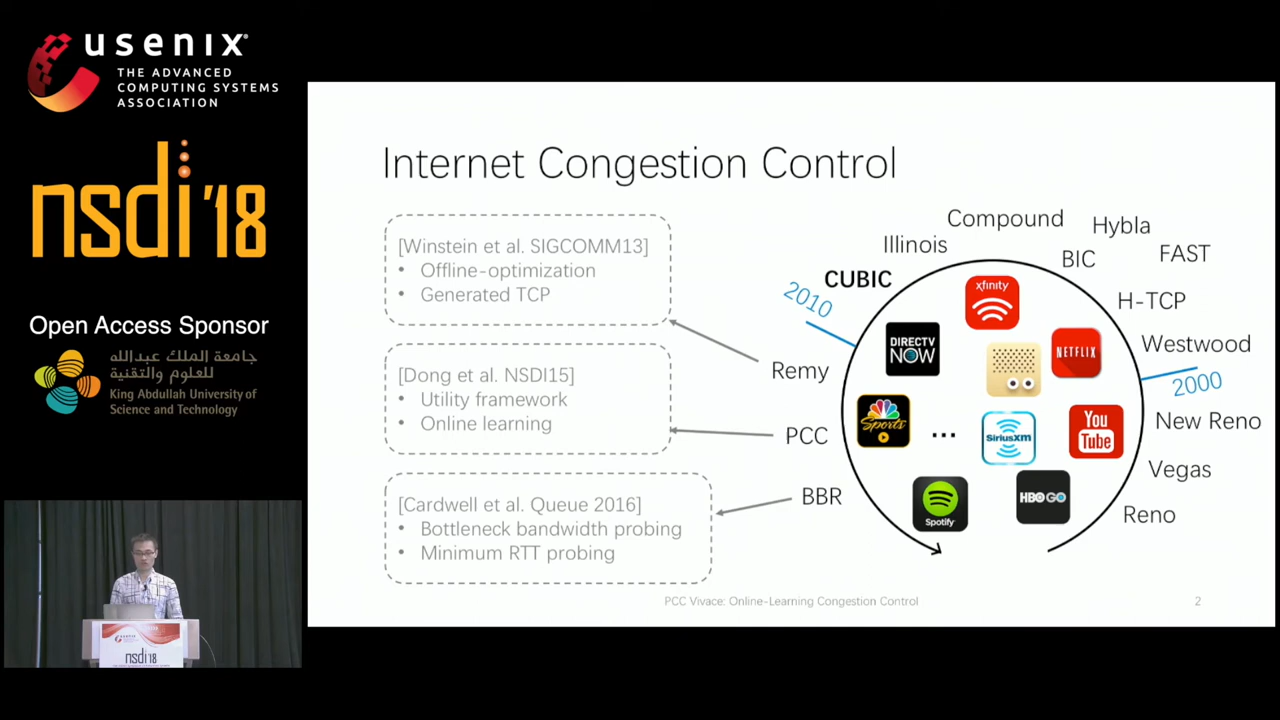 USENIX
THE ADVANCED
COMPUTING SYSTEMS
ASSOCIATION
nsdi '18
Open Access Sponsor
جامعة الملك عبدالله
للعلوم والتقنية
King Abdullah University of
Science and Technology
usenix
nsdi'18
Internet Congestion Control
[Winstein et al. SIGCOMM13]
• Offline-optimization
• Generated TCP
[Dong et al. NSDI15]
• Utility framework
• Online learning
[Cardwell et al. Queue 2016]
• Bottleneck bandwidth probing
• Minimum RTT probing
Remy
PCC
BBR
2010
CUBIC
Illinois
Compound
Hybla
BIC
FAST
H-TCP
Westwood
2000
New Reno
Vegas
Reno
xfinity
DIRECTV
NOW
NETFLIX
Sports
...
SiriusXM
You
Tube
Spotify
HBO GO
PCC Vivace: Online-Learning Congestion Control
2